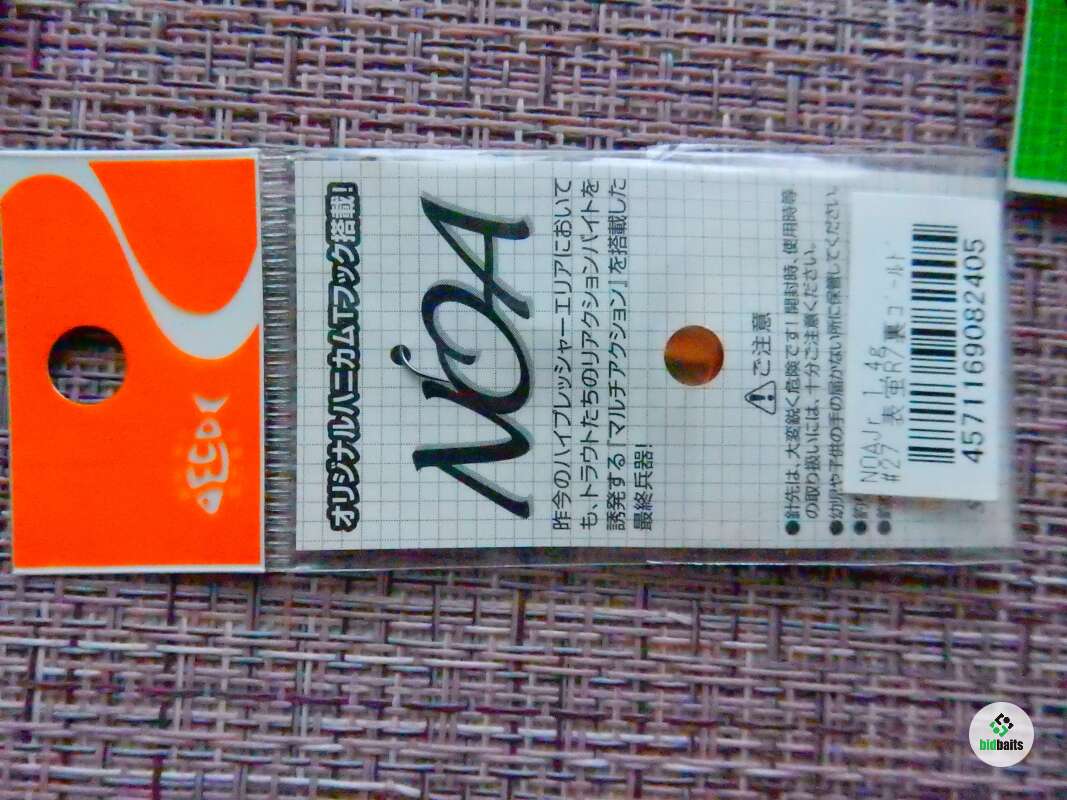 オリジナルハニカムTフック搭載!
NOA
昨今のハイプレッシャーエリアにおいて
も、トラウトたちのリアクションバイトを
誘発する「マルチアクション」を搭載した
最終兵器!
⚠ご注意
●針先は、大変鋭く危険です!開封時、使用時等
の取り扱いには、十分ご注意ください。
●幼児や子供の手の届かない所に保管してください。
NOAJr 1.4g
#27 表蛍R/裏ゴールド
4571169082405
bidbaits